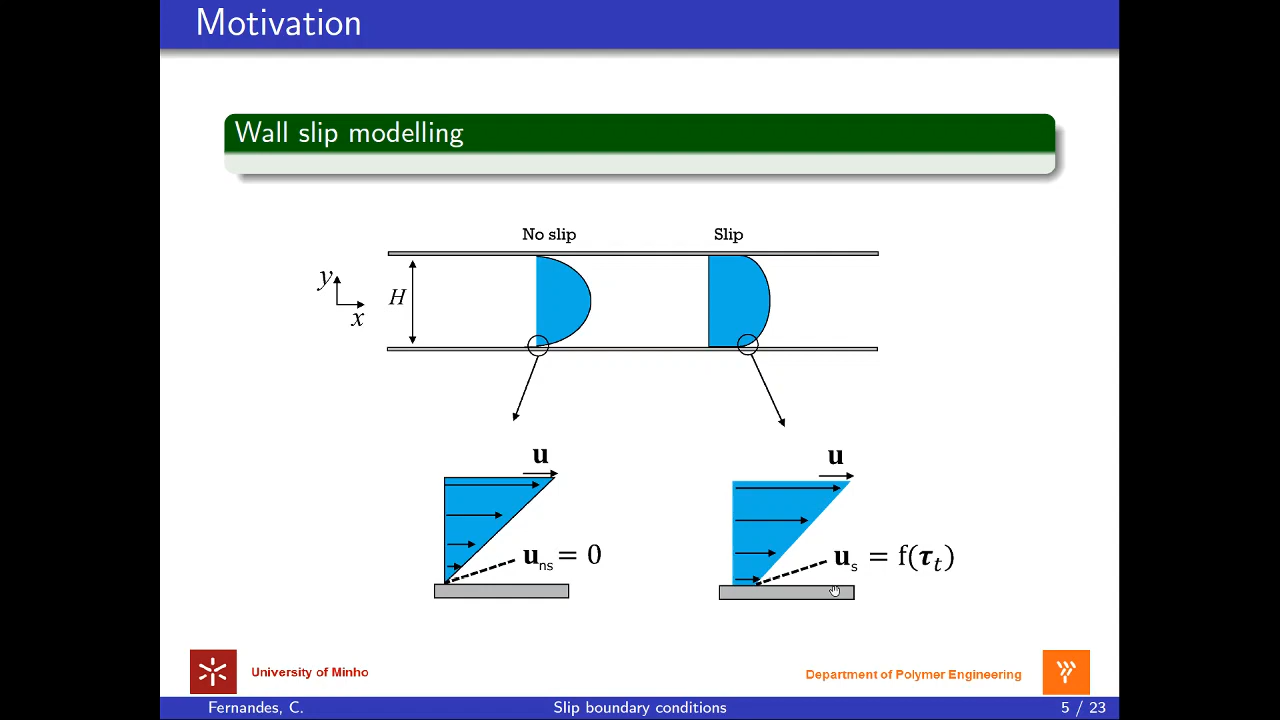 Motivation
Wall slip modelling
No slip
Slip
y
H
x
u
u
u_ns = 0
u_s = f(τ_t)
University of Minho
Department of Polymer Engineering
Fernandes, C.
Slip boundary conditions
5 / 23